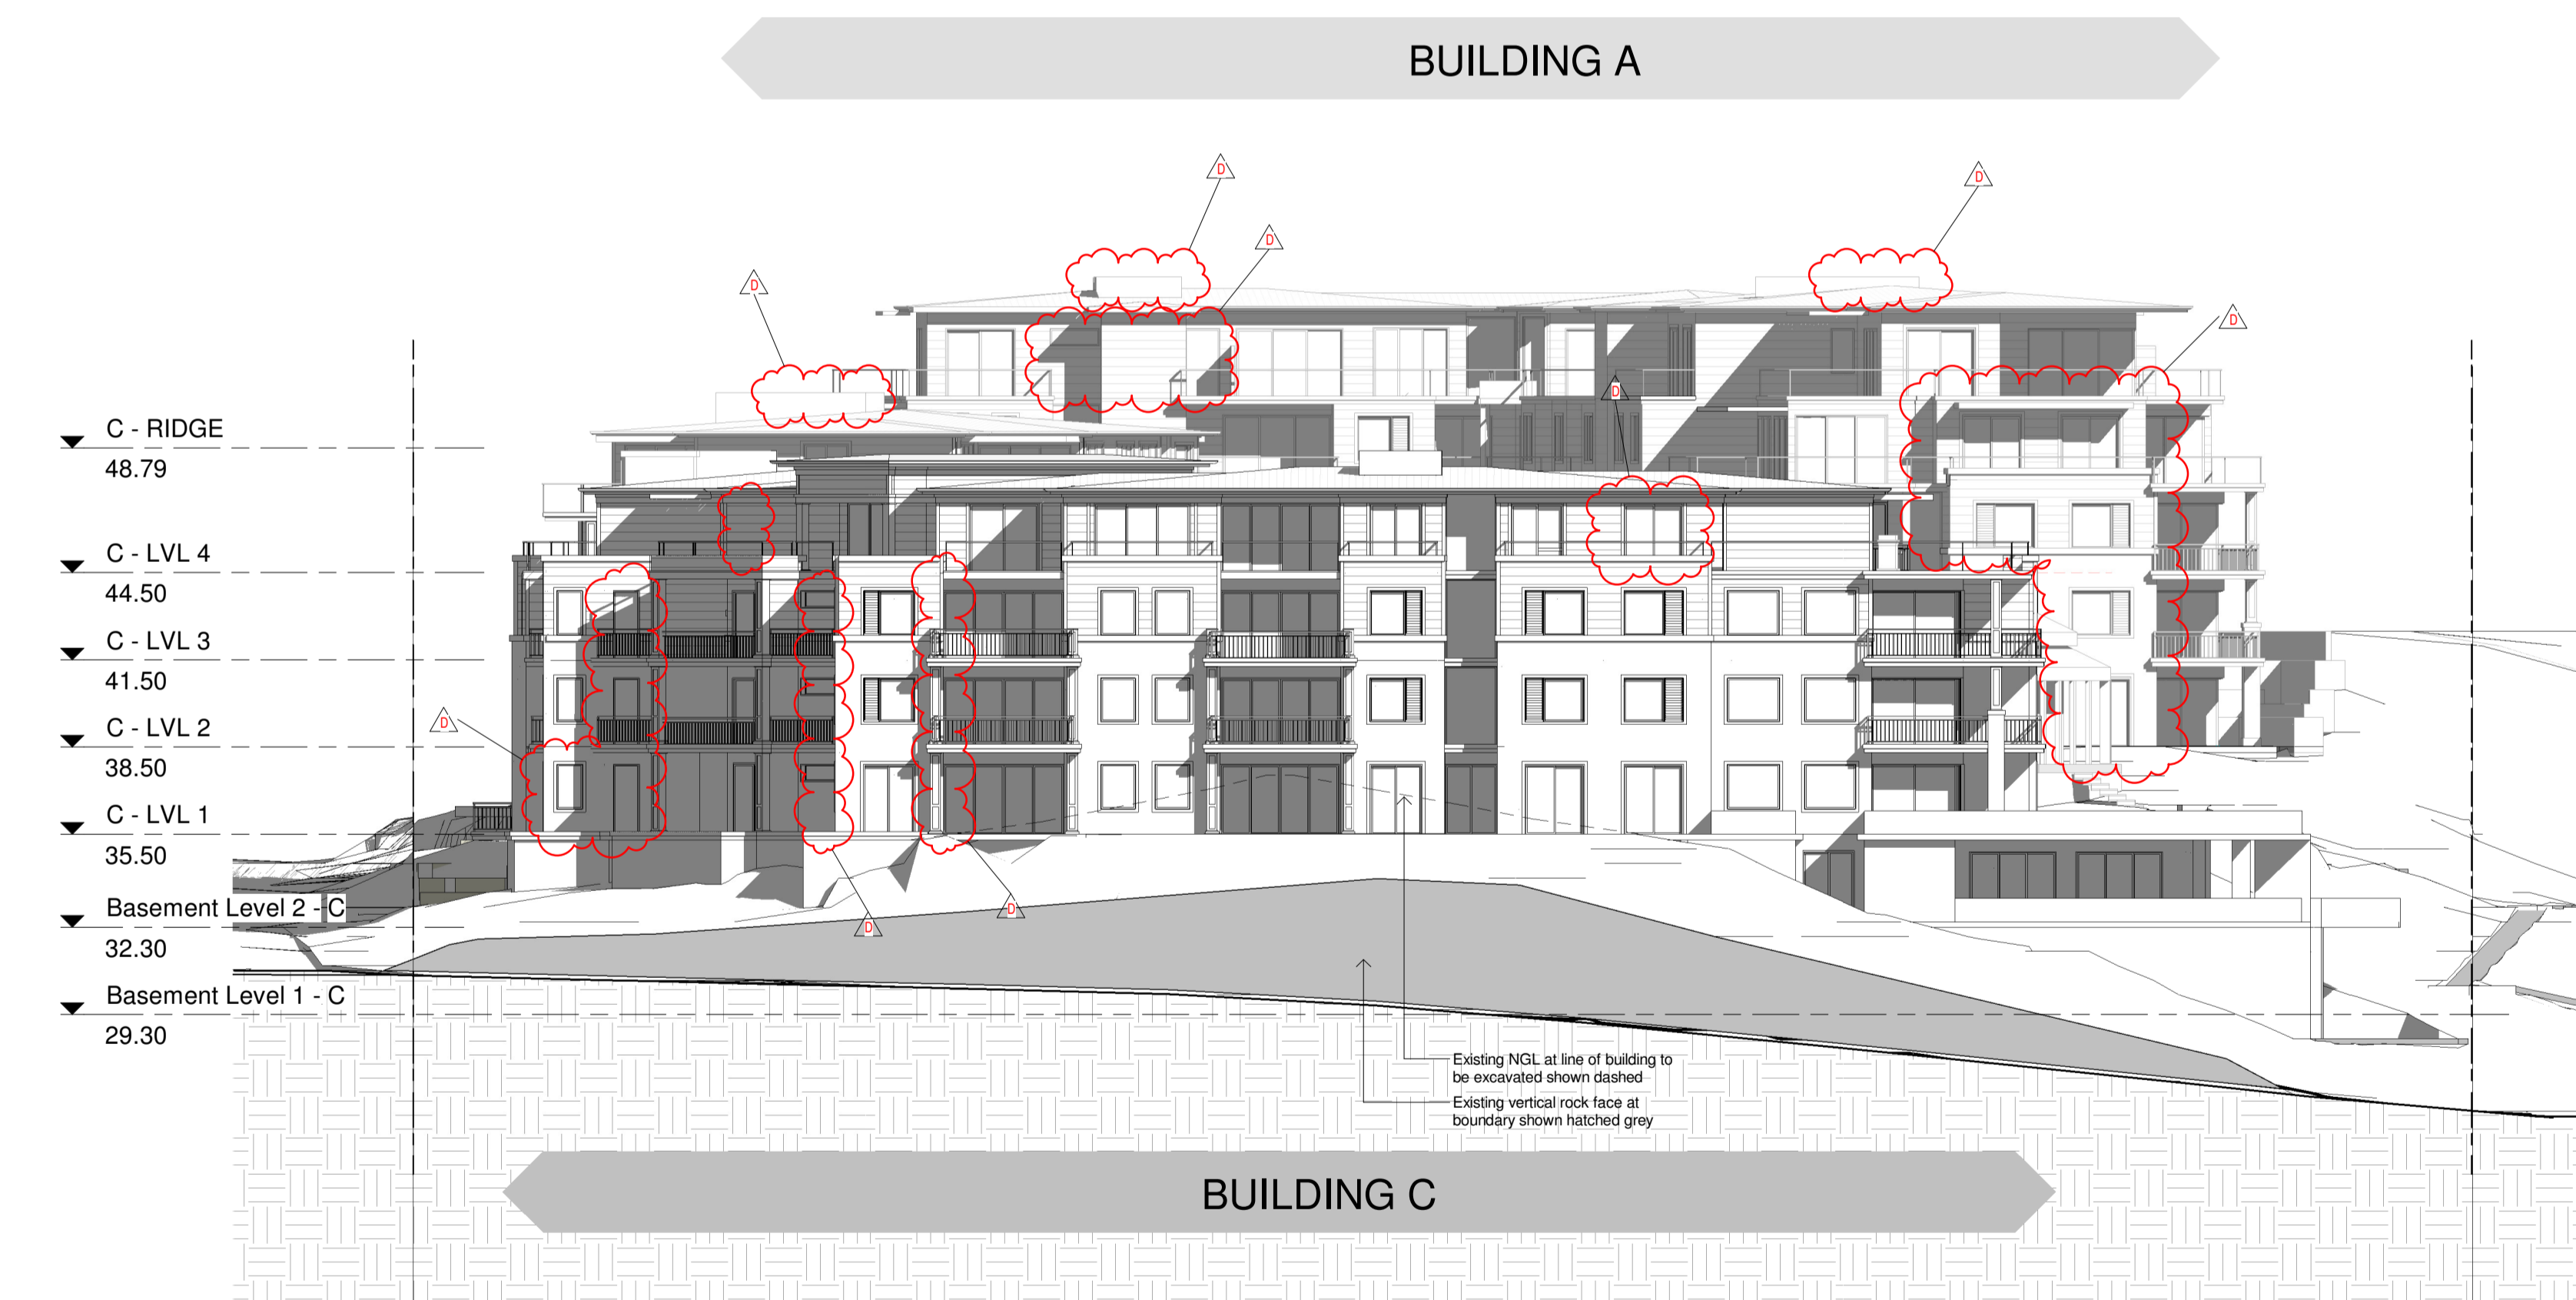 BUILDING A
D
D
D
D
D
D
C - RIDGE
48.79
C - LVL 4
44.50
C - LVL 3
41.50
C - LVL 2
38.50
D
C - LVL 1
35.50
Basement Level 2 - C
32.30
D
D
Basement Level 1 - C
29.30
Existing NGL at line of building to
be excavated shown dashed
Existing vertical rock face at
boundary shown hatched grey
BUILDING C